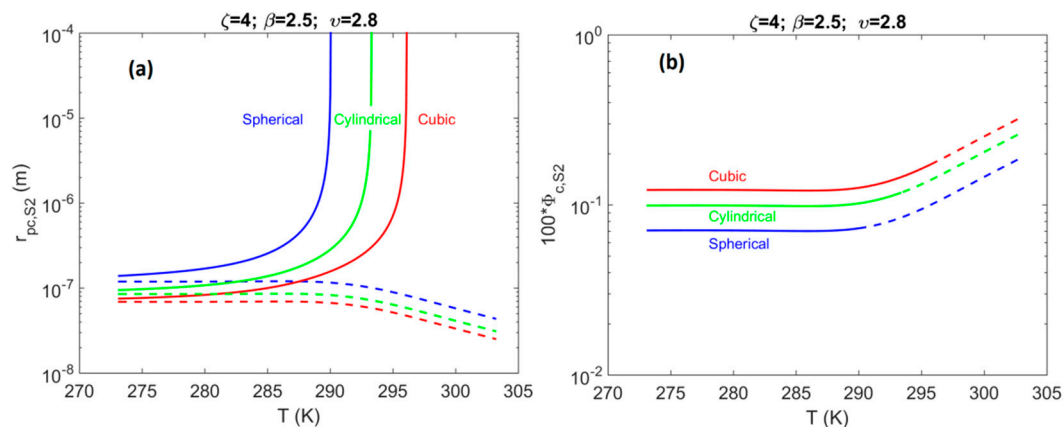 ζ=4; β=2.5; υ=2.8
(a)
Spherical
Cylindrical
Cubic
r_pc,S2 (m)
10^-4
10^-5
10^-6
10^-7
10^-8
270 275 280 285 290 295 300 305
T (K)
ζ=4; β=2.5; υ=2.8
(b)
Cubic
Cylindrical
Spherical
100*Φ_c,S2
10^0
10^-1
10^-2
270 275 280 285 290 295 300 305
T (K)